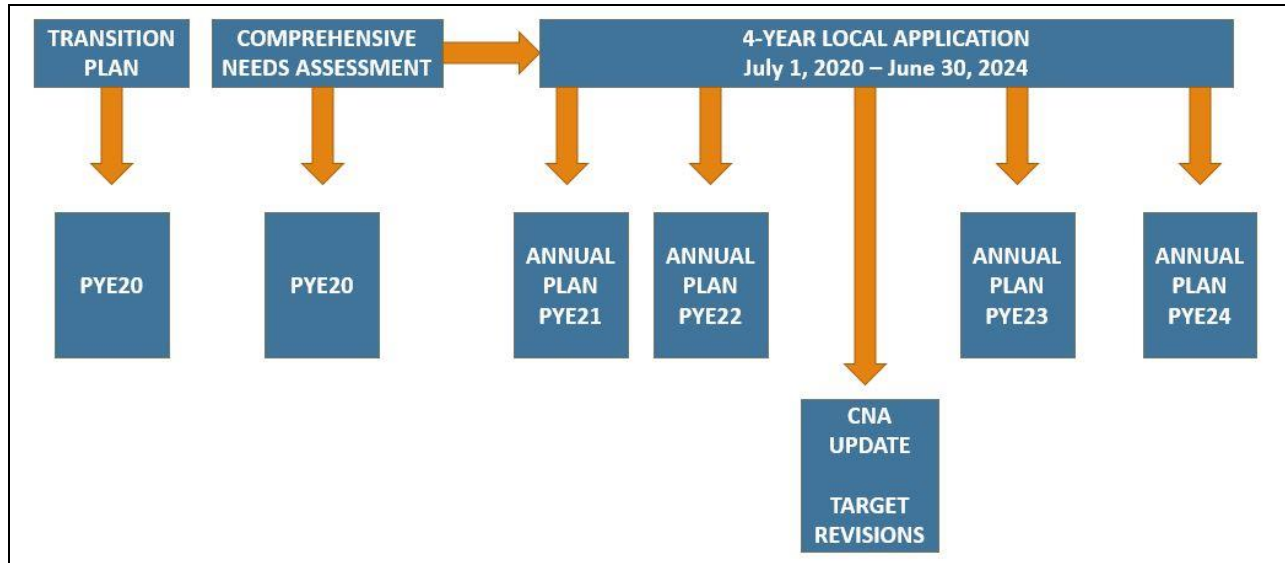 TRANSITION
PLAN
COMPREHENSIVE
NEEDS ASSESSMENT
4-YEAR LOCAL APPLICATION
July 1, 2020 – June 30, 2024
PYE20
PYE20
ANNUAL
PLAN
PYE21
ANNUAL
PLAN
PYE22
ANNUAL
PLAN
PYE23
ANNUAL
PLAN
PYE24
CNA
UPDATE
TARGET
REVISIONS